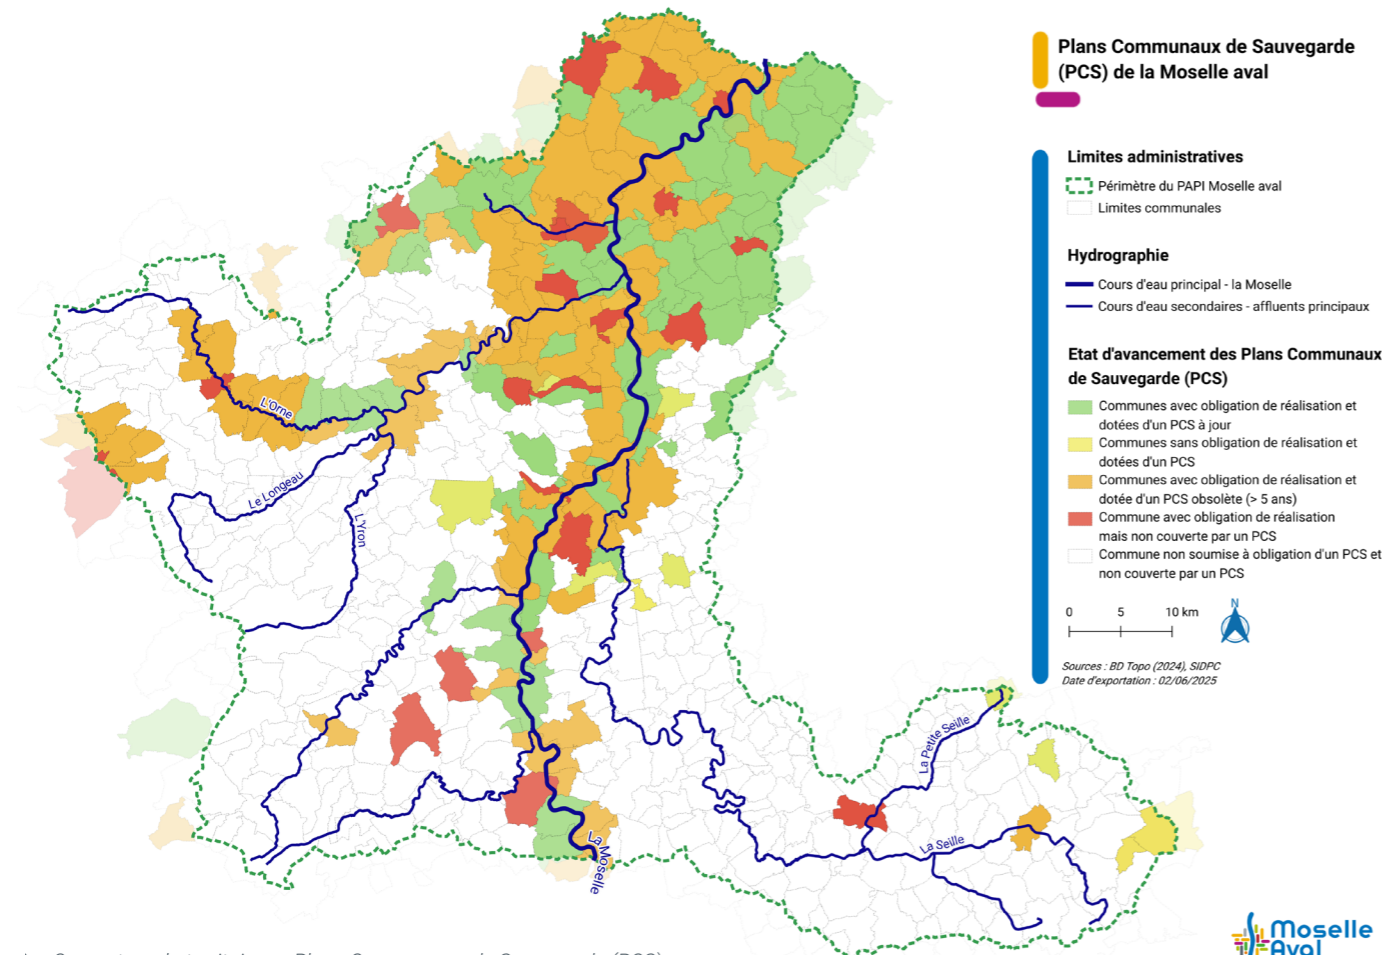 Plans Communaux de Sauvegarde
(PCS) de la Moselle aval
Limites administratives
Périmètre du PAPI Moselle aval
Limites communales
Hydrographie
Cours d'eau principal - la Moselle
Cours d'eau secondaires - affluents principaux
Etat d'avancement des Plans Communaux
de Sauvegarde (PCS)
Communes avec obligation de réalisation et
dotées d'un PCS à jour
Communes sans obligation de réalisation et
dotées d'un PCS
Communes avec obligation de réalisation et
dotée d'un PCS obsolète (> 5 ans)
Commune avec obligation de réalisation
mais non couverte par un PCS
Commune non soumise à obligation d'un PCS et
non couverte par un PCS
0 5 10 km
N
Sources : BD Topo (2024), SIDPC
Date d'exportation : 02/06/2025
L'Orne
Le Longeau
L'Yron
La Petite Seille
La Seille
La Moselle
Moselle
Aval